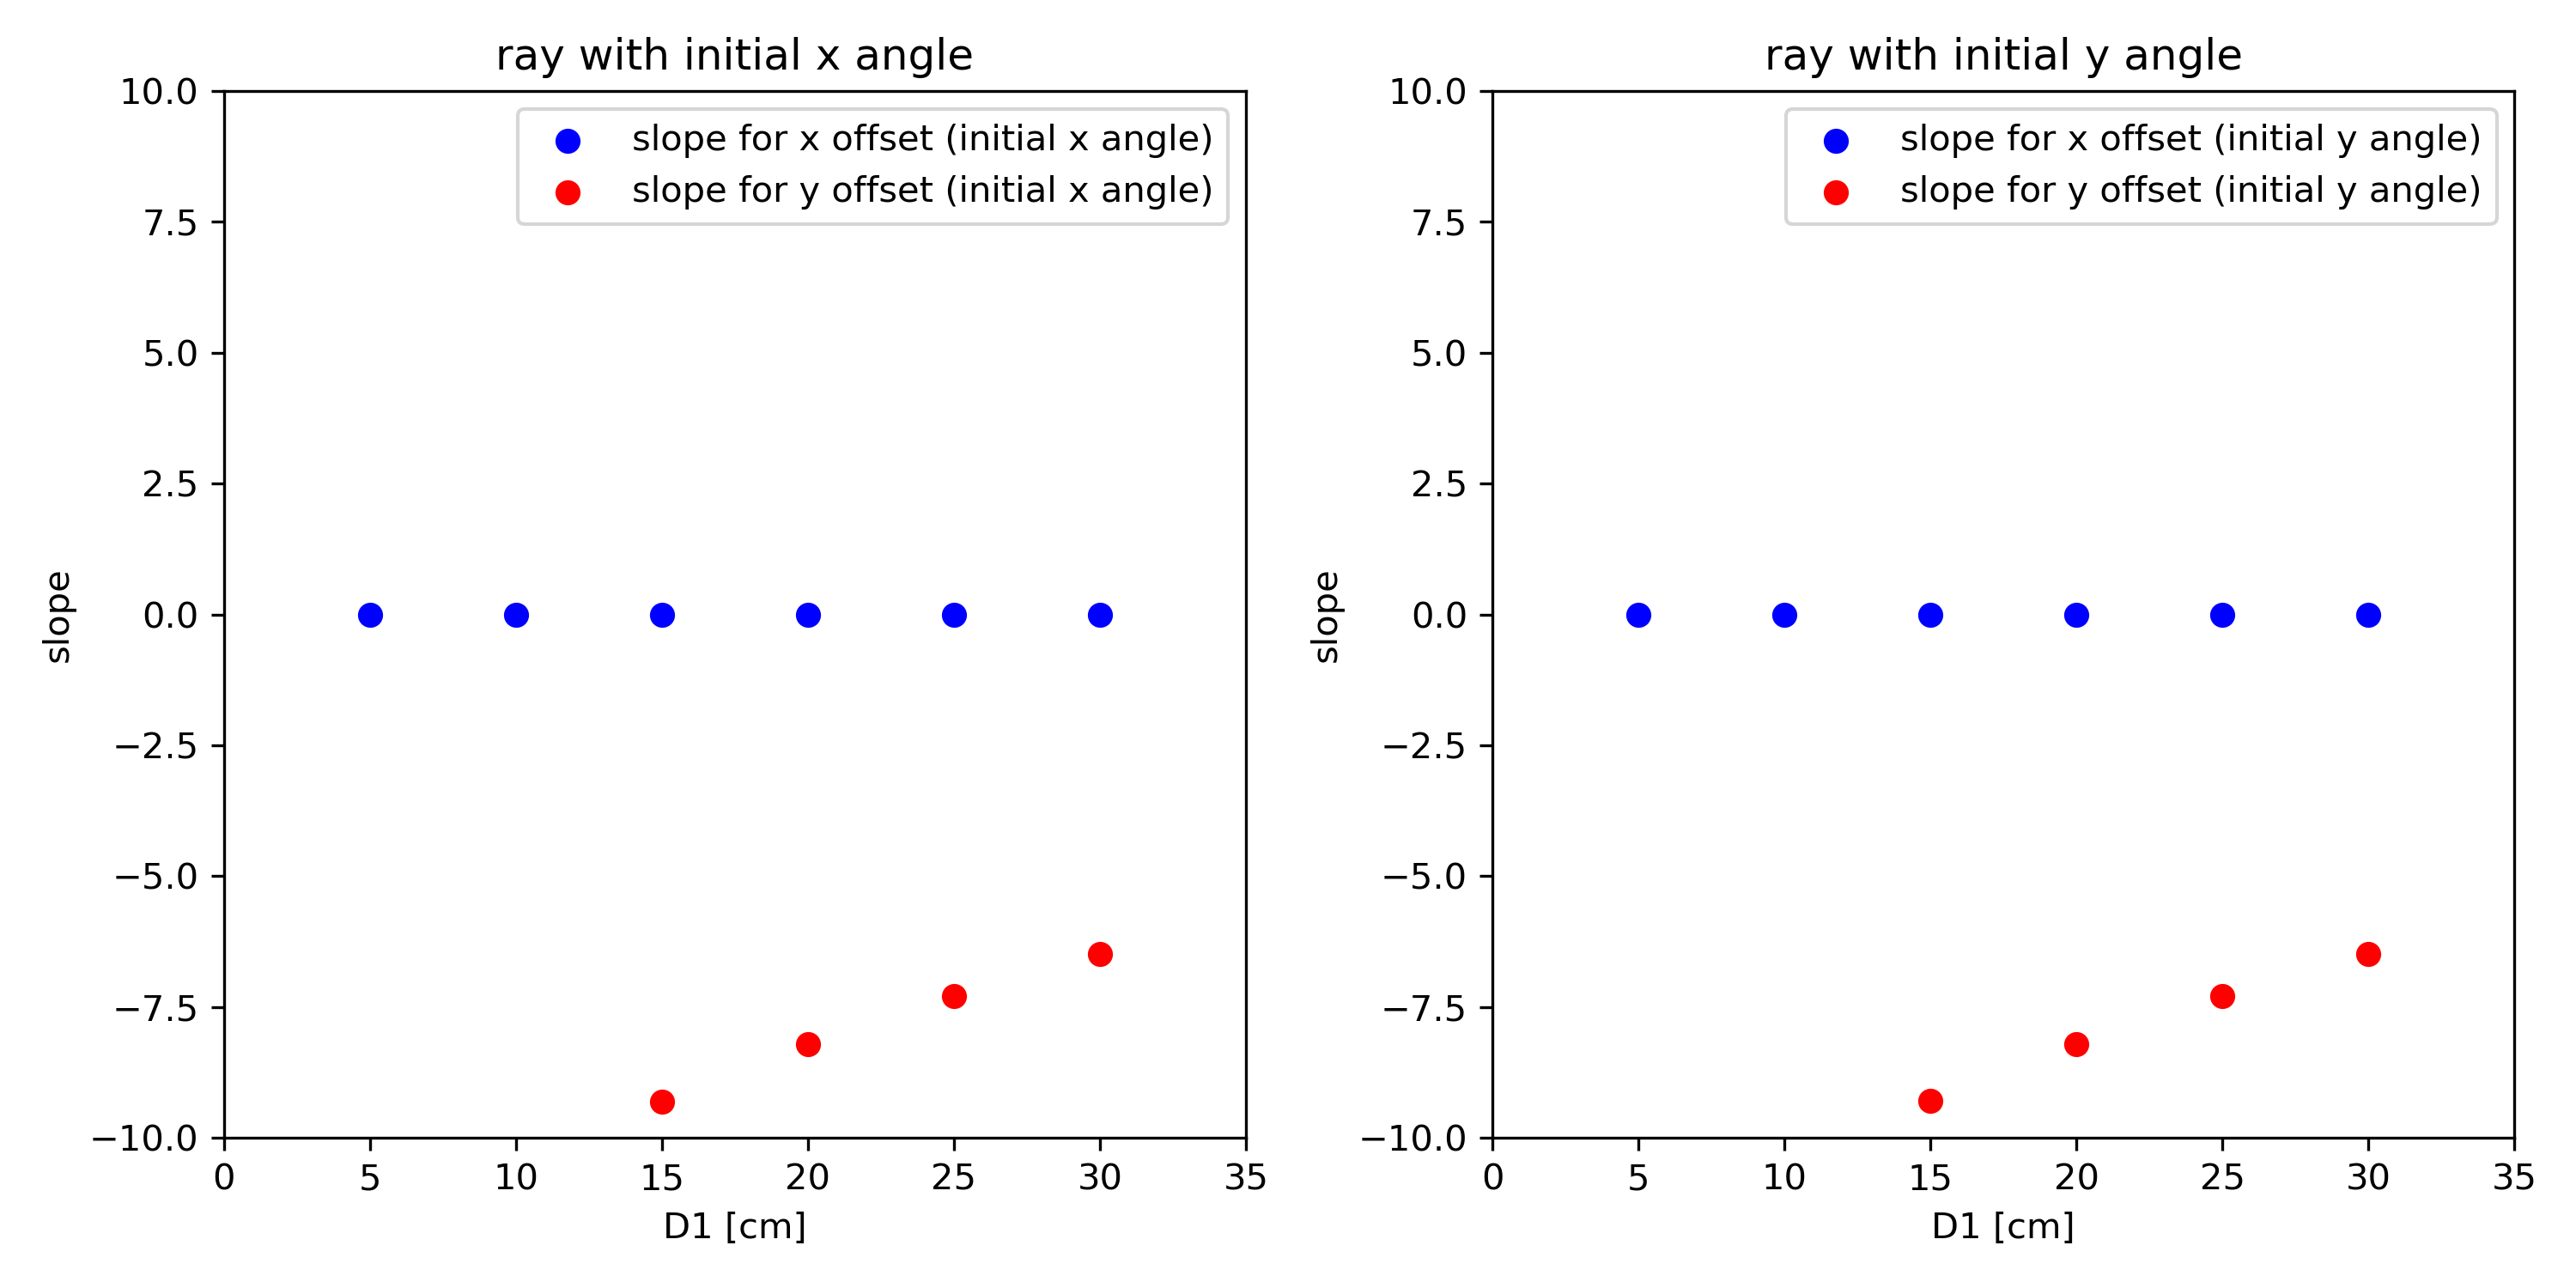 ray with initial x angle
slope for x offset (initial x angle)
slope for y offset (initial x angle)
10.0
7.5
5.0
2.5
0.0
−2.5
−5.0
−7.5
−10.0
slope
0 5 10 15 20 25 30 35
D1 [cm]
ray with initial y angle
slope for x offset (initial y angle)
slope for y offset (initial y angle)
10.0
7.5
5.0
2.5
0.0
−2.5
−5.0
−7.5
−10.0
slope
0 5 10 15 20 25 30 35
D1 [cm]